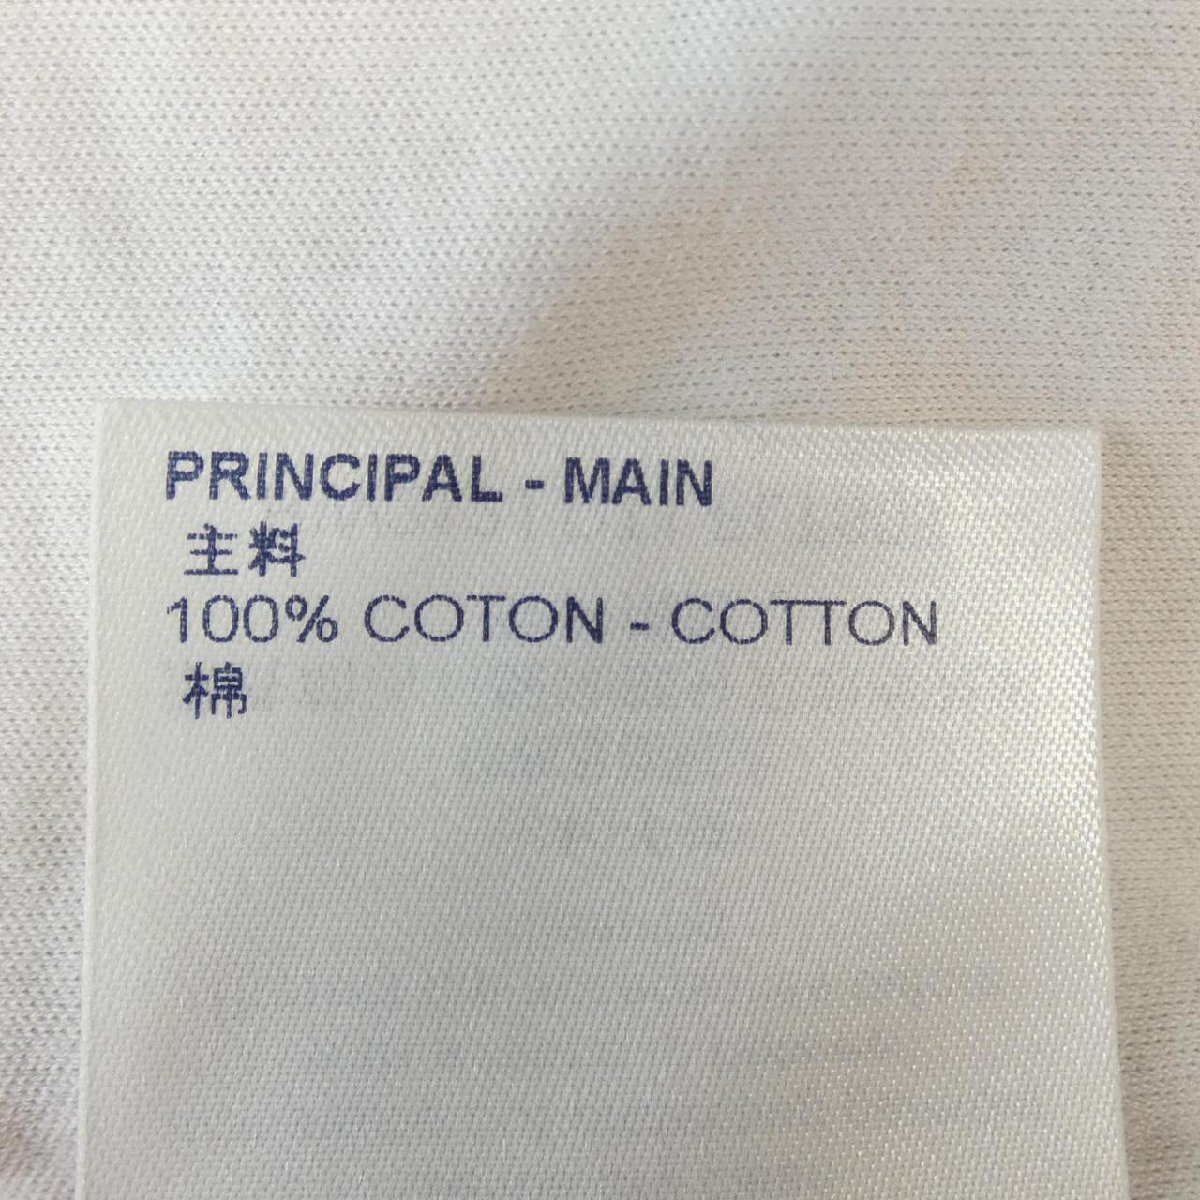 PRINCIPAL - MAIN
主料
100% COTON - COTTON
棉